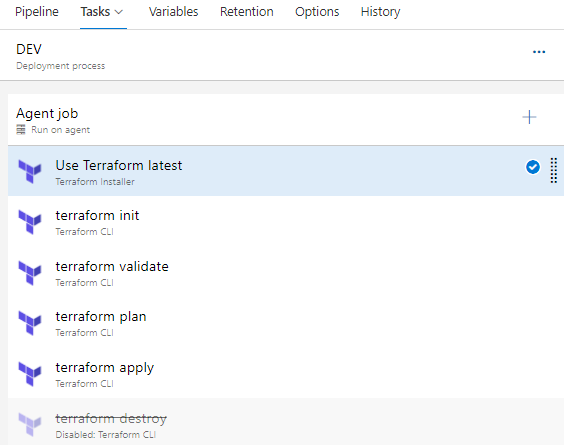 Pipeline Tasks Variables Retention Options History
DEV
Deployment process
Agent job
Run on agent
Use Terraform latest
Terraform Installer
terraform init
Terraform CLI
terraform validate
Terraform CLI
terraform plan
Terraform CLI
terraform apply
Terraform CLI
terraform destroy
Disabled: Terraform CLI